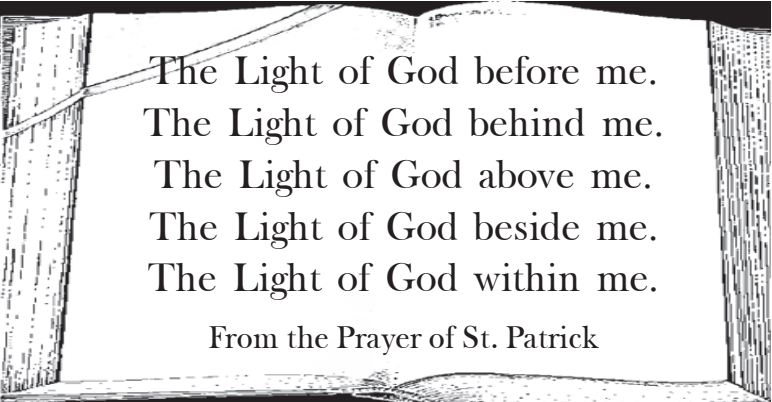 The Light of God before me.
The Light of God behind me.
The Light of God above me.
The Light of God beside me.
The Light of God within me.
From the Prayer of St. Patrick